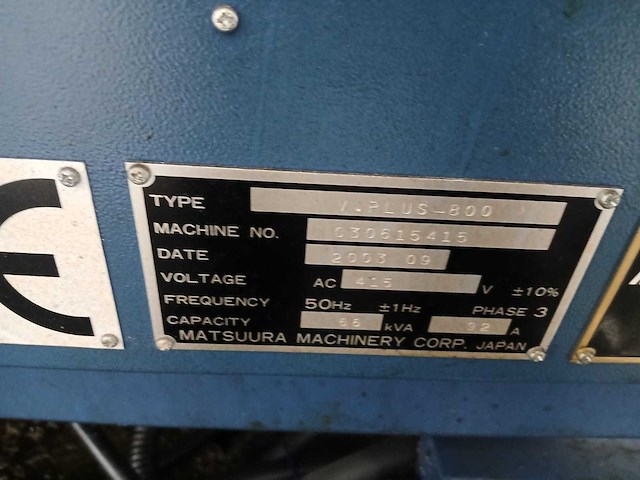 TYPE V.PLUS-800
MACHINE NO. 030615415
DATE 2003 09
VOLTAGE AC 415 V ±10%
FREQUENCY 50Hz ±1Hz PHASE 3
CAPACITY 66 kVA 92 A
MATSUURA MACHINERY CORP. JAPAN
CE